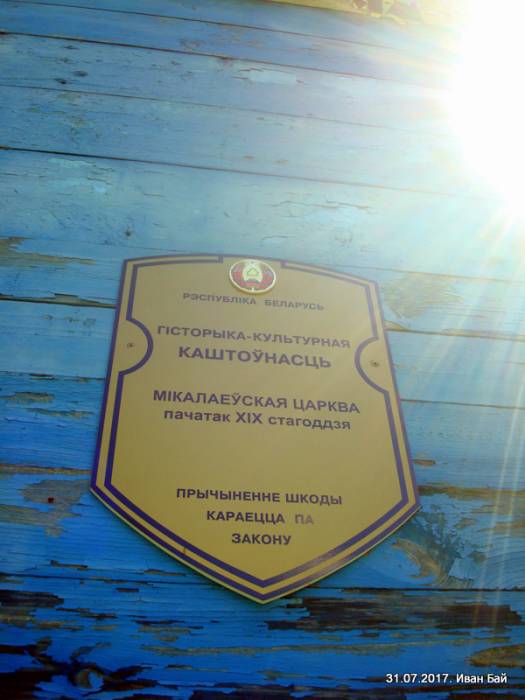 РЭСПУБЛІКА БЕЛАРУСЬ
ГІСТОРЫКА-КУЛЬТУРНАЯ
КАШТОЎНАСЦЬ
МІКАЛАЕЎСКАЯ ЦАРКВА
пачатак XIX стагоддзя
ПРЫЧЫНЕННЕ ШКОДЫ
КАРАЕЦЦА ПА
ЗАКОНУ
31.07.2017. Иван Бай